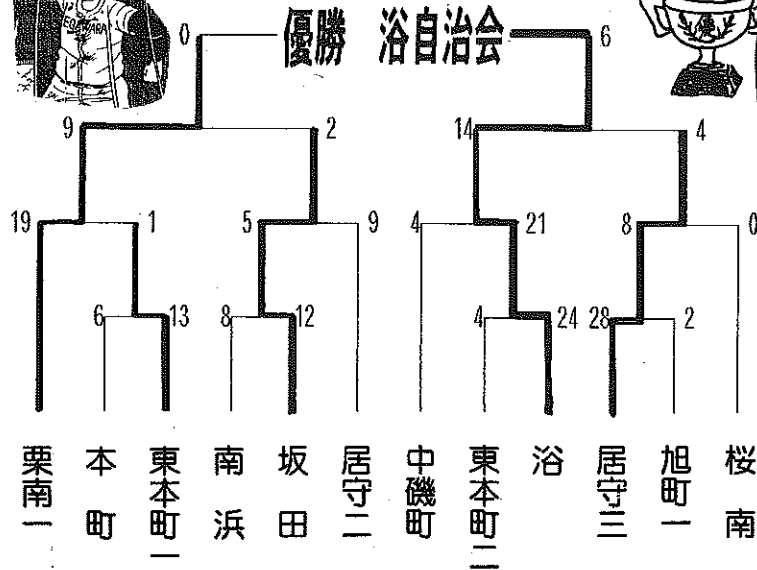 0 優勝 浴自治会 6
9 2 14 4
19 1 5 9 4 21 8 0
6 13 8 12 4 24 28 2
栗南一
本町
東本町一
南浜
坂田
居守二
中磯町
東本町二
浴
居守三
旭町一
桜南
優